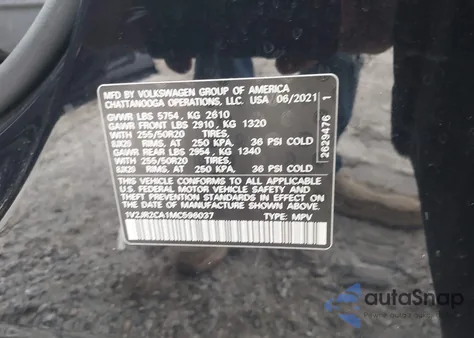 MFD BY VOLKSWAGEN GROUP OF AMERICA
CHATTANOOGA OPERATIONS, LLC. USA 06/2021
GVWR LBS 5754, KG 2610
GAWR FRONT LBS 2910, KG 1320
WITH 255/50R20 TIRES,
8JX20 RIMS, AT 250 KPA, 36 PSI COLD
GAWR REAR LBS 2954, KG 1340
WITH 255/50R20 TIRES,
8JX20 RIMS, AT 250 KPA, 36 PSI COLD
THIS VEHICLE CONFORMS TO ALL APPLICABLE
U.S. FEDERAL MOTOR VEHICLE SAFETY AND
THEFT PREVENTION STANDARDS IN EFFECT ON
THE DATE OF MANUFACTURE SHOWN ABOVE.
1V2JR2CA1MC596037 TYPE: MPV
2629476 1
autoSnap